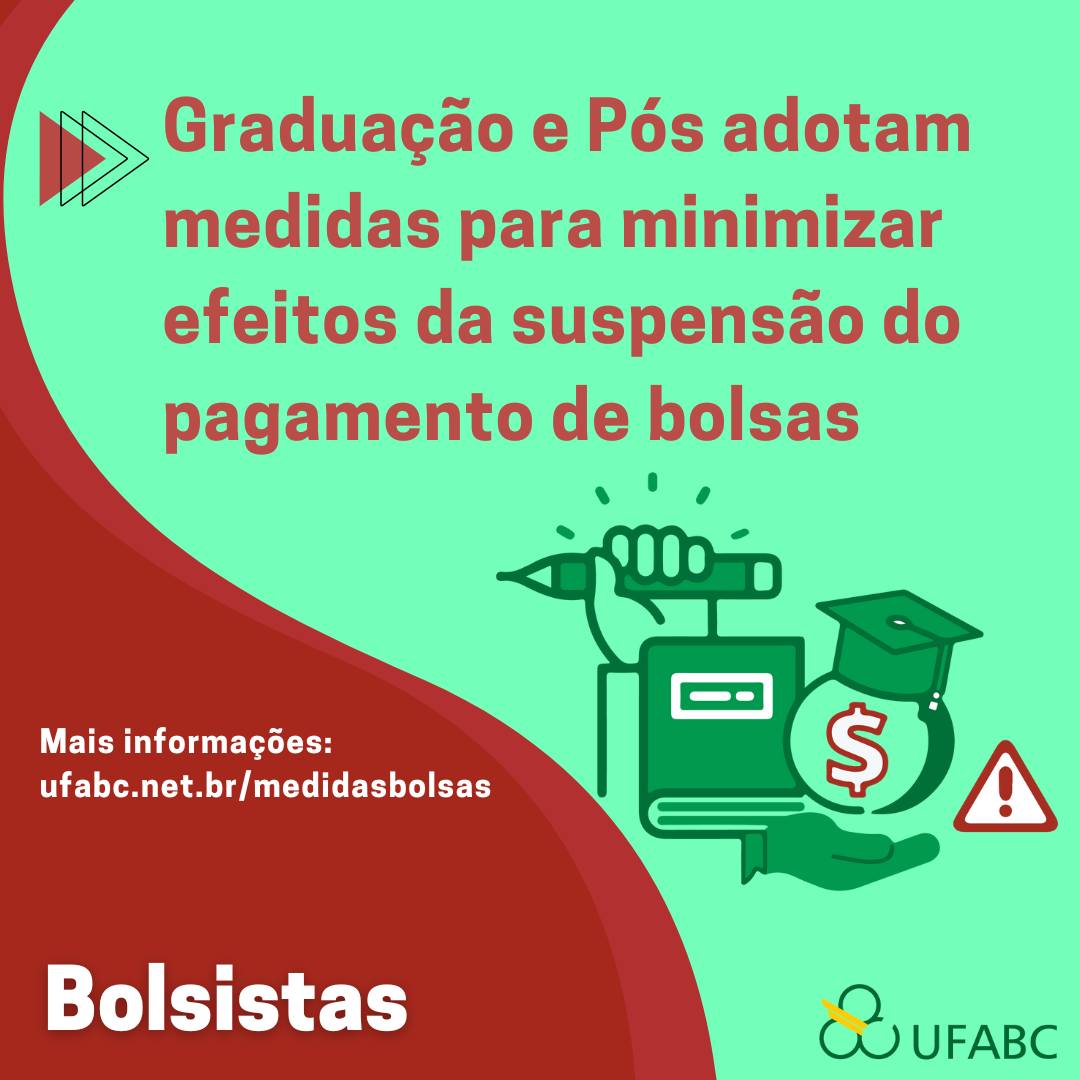 Graduação e Pós adotam
medidas para minimizar
efeitos da suspensão do
pagamento de bolsas
$
Mais informações:
ufabc.net.br/medidasbolsas
Bolsistas
UFABC